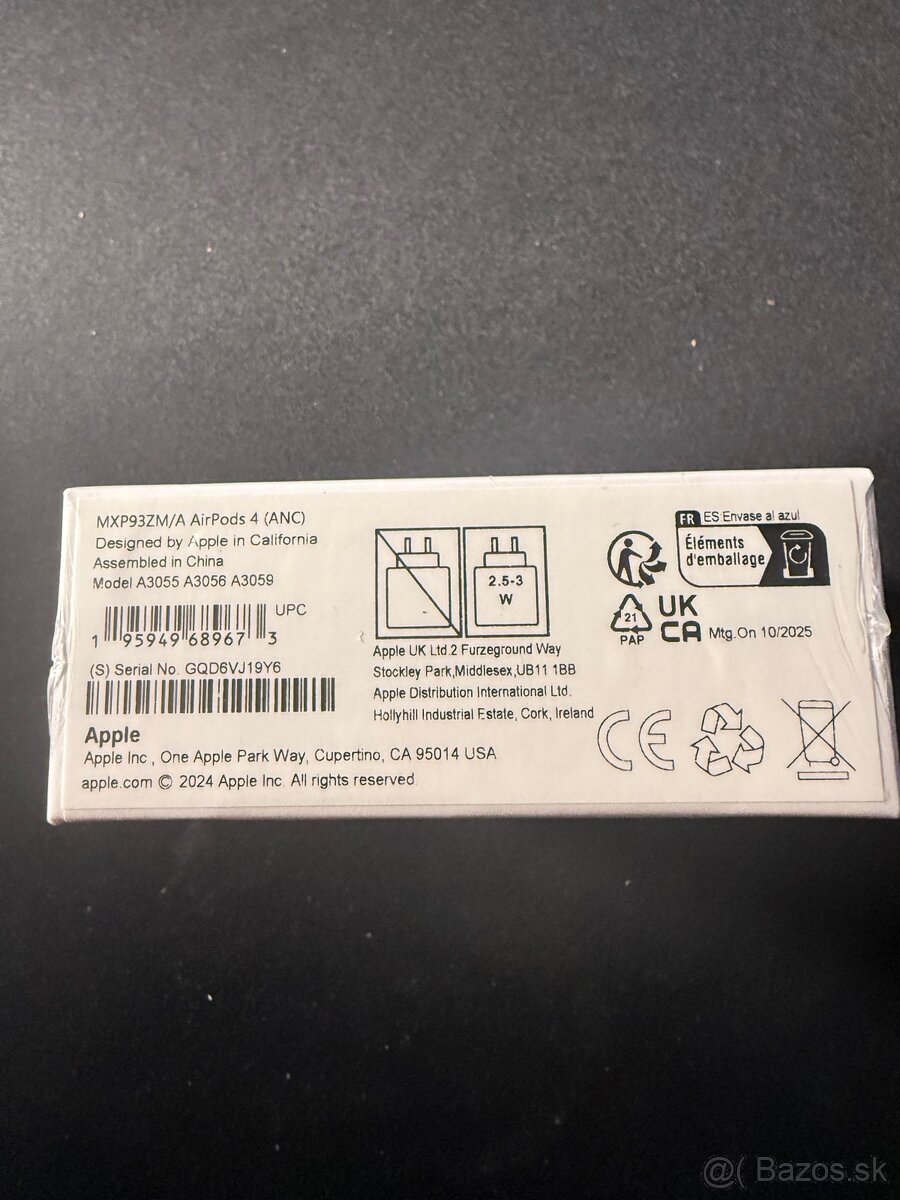 MXP93ZM/A AirPods 4 (ANC)
Designed by Apple in California
Assembled in China
Model A3055 A3056 A3059
UPC
1 95949 68967 3
(S) Serial No. GQD6VJ19Y6
Apple
Apple Inc , One Apple Park Way, Cupertino, CA 95014 USA
apple.com © 2024 Apple Inc. All rights reserved.
2.5-3
W
Apple UK Ltd.2 Furzeground Way
Stockley Park,Middlesex,UB11 1BB
Apple Distribution International Ltd.
Hollyhill Industrial Estate, Cork, Ireland
FR ES Envase al azul
Éléments
d'emballage
21
PAP
UK
CA
Mtg.On 10/2025
CE
@( Bazos.sk